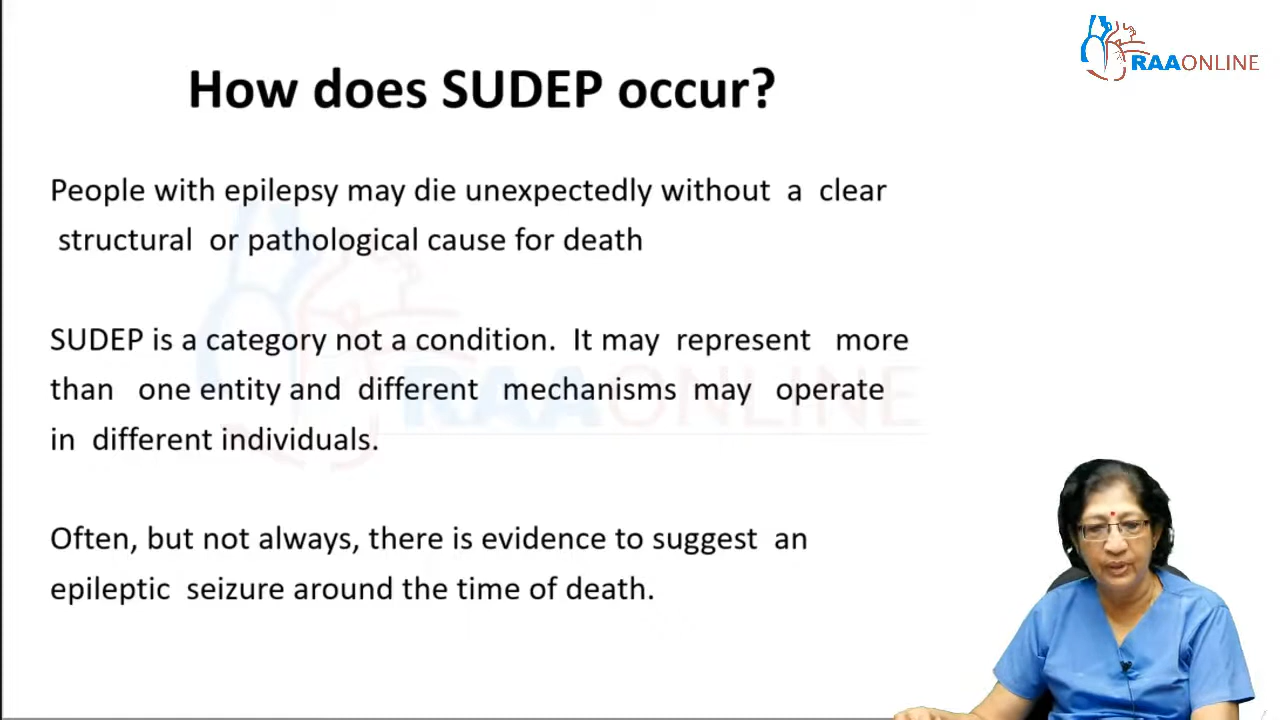 RAAONLINE
How does SUDEP occur?
People with epilepsy may die unexpectedly without a clear
structural or pathological cause for death
SUDEP is a category not a condition. It may represent more
than one entity and different mechanisms may operate
in different individuals.
RAAONLINE
Often, but not always, there is evidence to suggest an
epileptic seizure around the time of death.